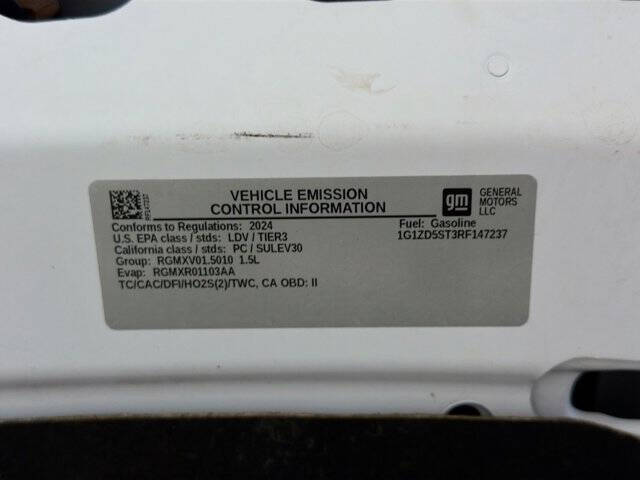 VEHICLE EMISSION
CONTROL INFORMATION
gm GENERAL MOTORS LLC
RF147237
Conforms to Regulations: 2024
Fuel: Gasoline
U.S. EPA class / stds: LDV / TIER3
1G1ZD5ST3RF147237
California class / stds: PC / SULEV30
Group: RGMXV01.5010 1.5L
Evap: RGMXR01103AA
TC/CAC/DFI/HO2S(2)/TWC, CA OBD: II